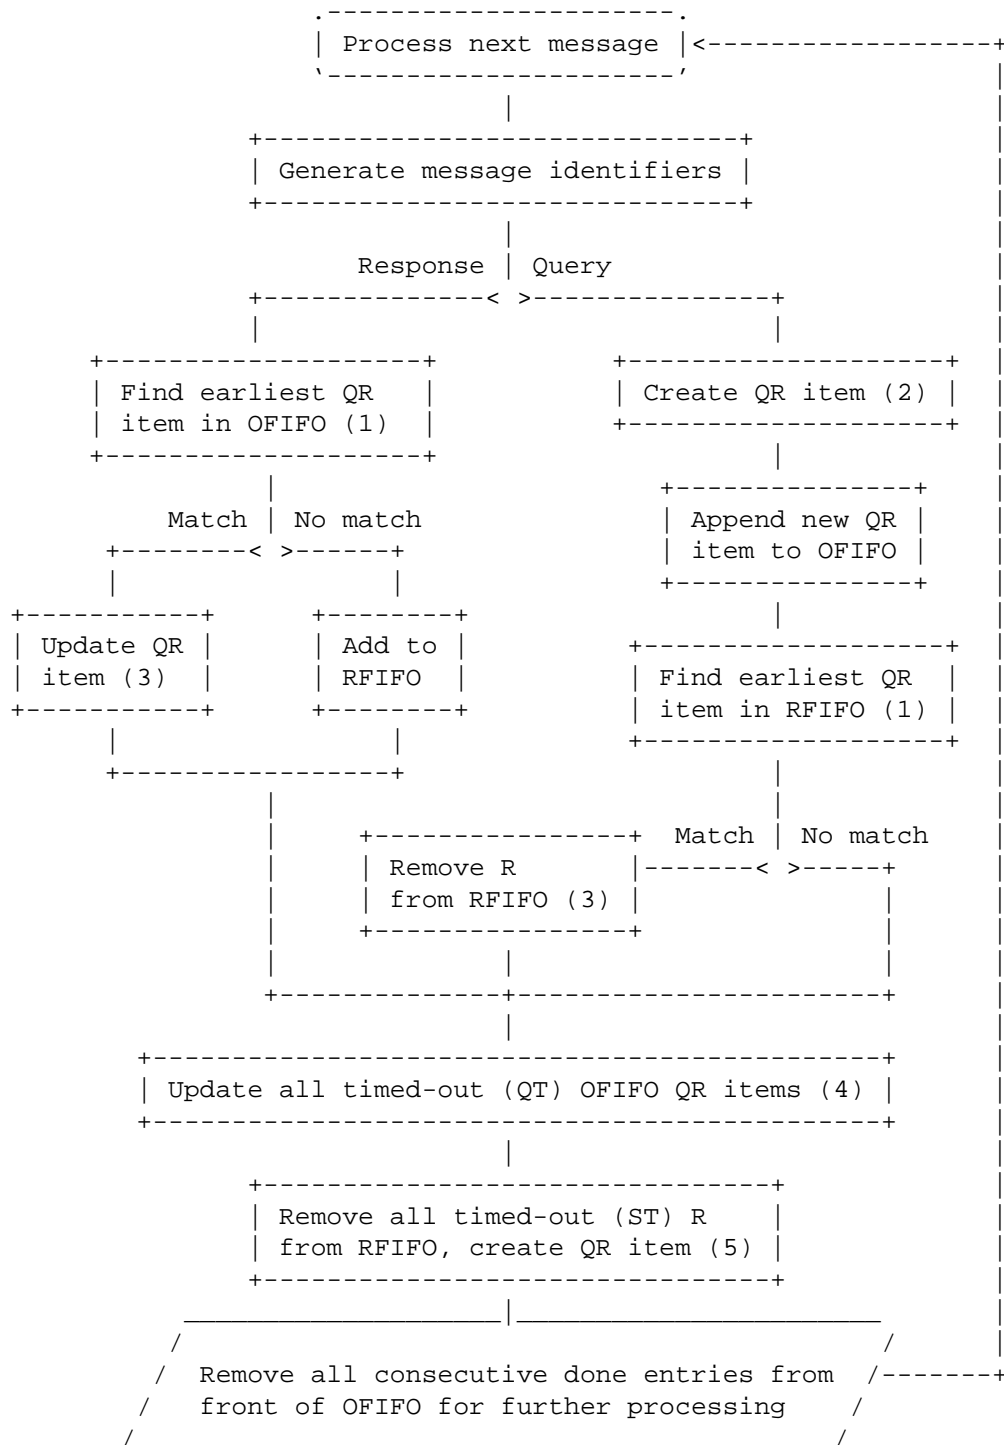 Process next message
Generate message identifiers
Response Query
Find earliest QR
item in OFIFO (1)
Create QR item (2)
Match No match
Append new QR
item to OFIFO
Update QR
item (3)
Add to
RFIFO
Find earliest QR
item in RFIFO (1)
Match No match
Remove R
from RFIFO (3)
Update all timed-out (QT) OFIFO QR items (4)
Remove all timed-out (ST) R
from RFIFO, create QR item (5)
Remove all consecutive done entries from
front of OFIFO for further processing